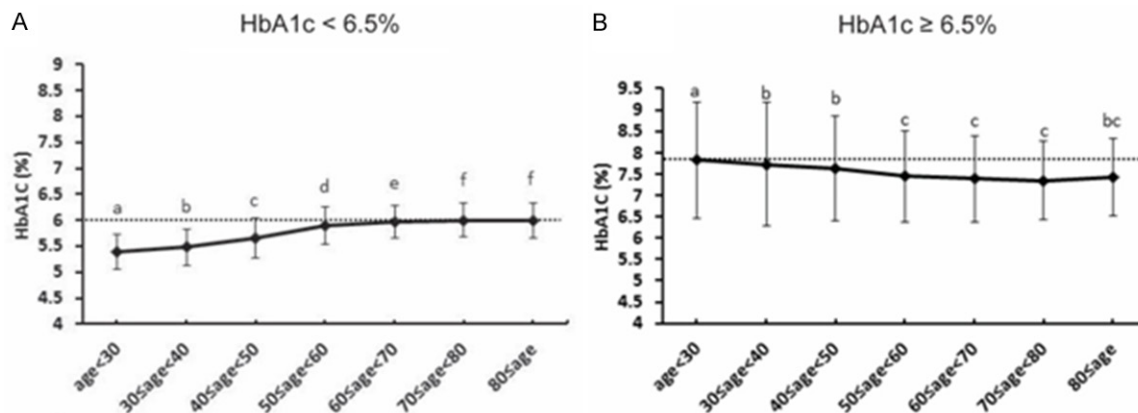 A
HbA1c < 6.5%
HbA1C (%)
9
8.5
8
7.5
7
6.5
6
5.5
5
4.5
4
a
b
c
d
e
f
f
age<30
30≤age<40
40≤age<50
50≤age<60
60≤age<70
70≤age<80
80≤age
B
HbA1c ≥ 6.5%
HbA1C (%)
9.5
9
8.5
8
7.5
7
6.5
6
5.5
5
4.5
4
a
b
b
c
c
c
bc
age<30
30≤age<40
40≤age<50
50≤age<60
60≤age<70
70≤age<80
80≤age